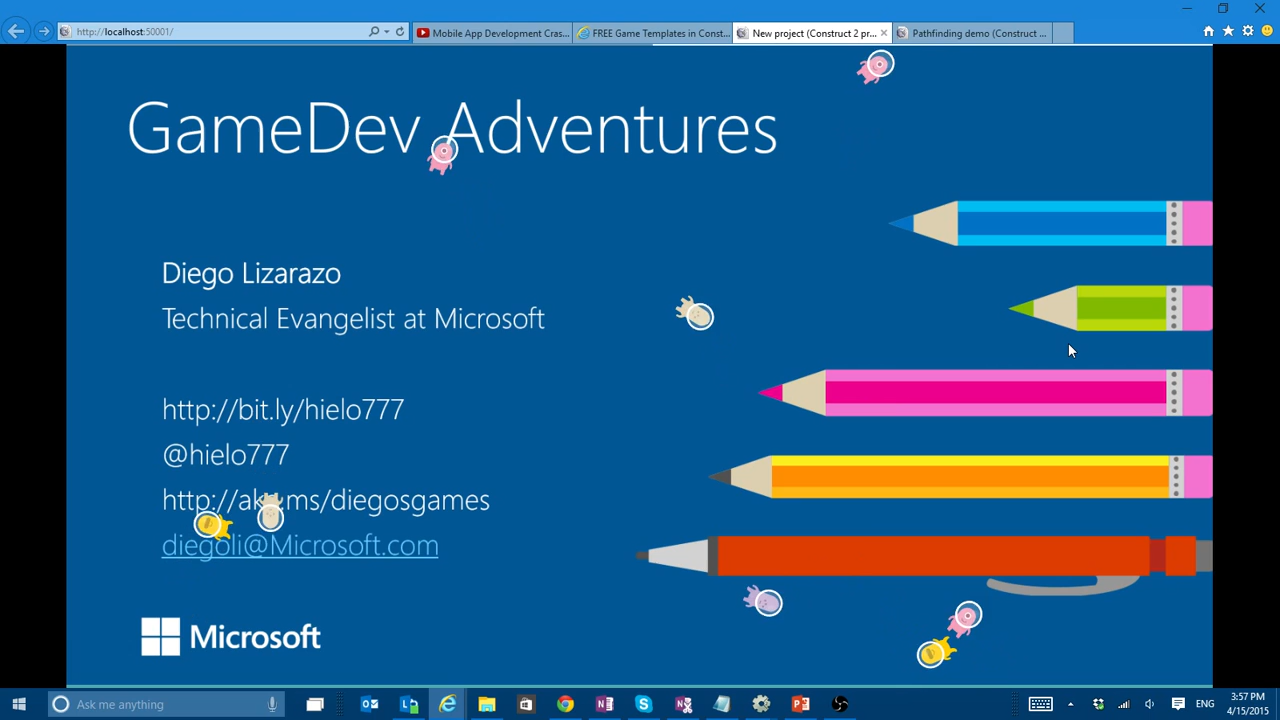 http://localhost:50001/
Mobile App Development Cras...
FREE Game Templates in Const...
New project (Construct 2 pr...
Pathfinding demo (Construct ...
GameDev Adventures
Diego Lizarazo
Technical Evangelist at Microsoft
http://bit.ly/hielo777
@hielo777
http://aka.ms/diegosgames
diegoli@Microsoft.com
Microsoft
Ask me anything
ENG
3:57 PM
4/15/2015